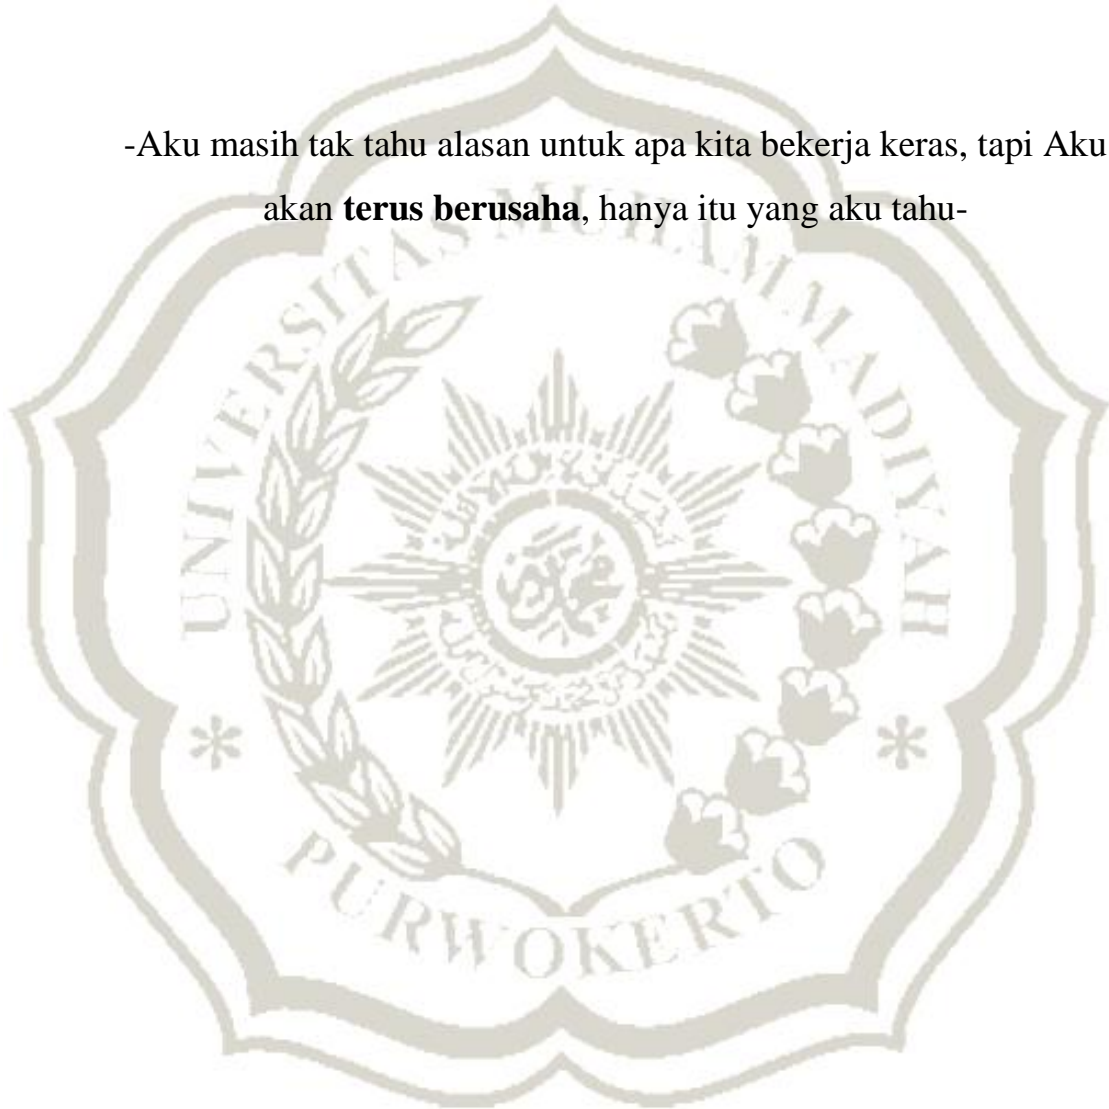 -Aku masih tak tahu alasan untuk apa kita bekerja keras, tapi Aku
akan terus berusaha, hanya itu yang aku tahu-
UNIVERSITAS MUHAMMADIYAH
PURWOKERTO